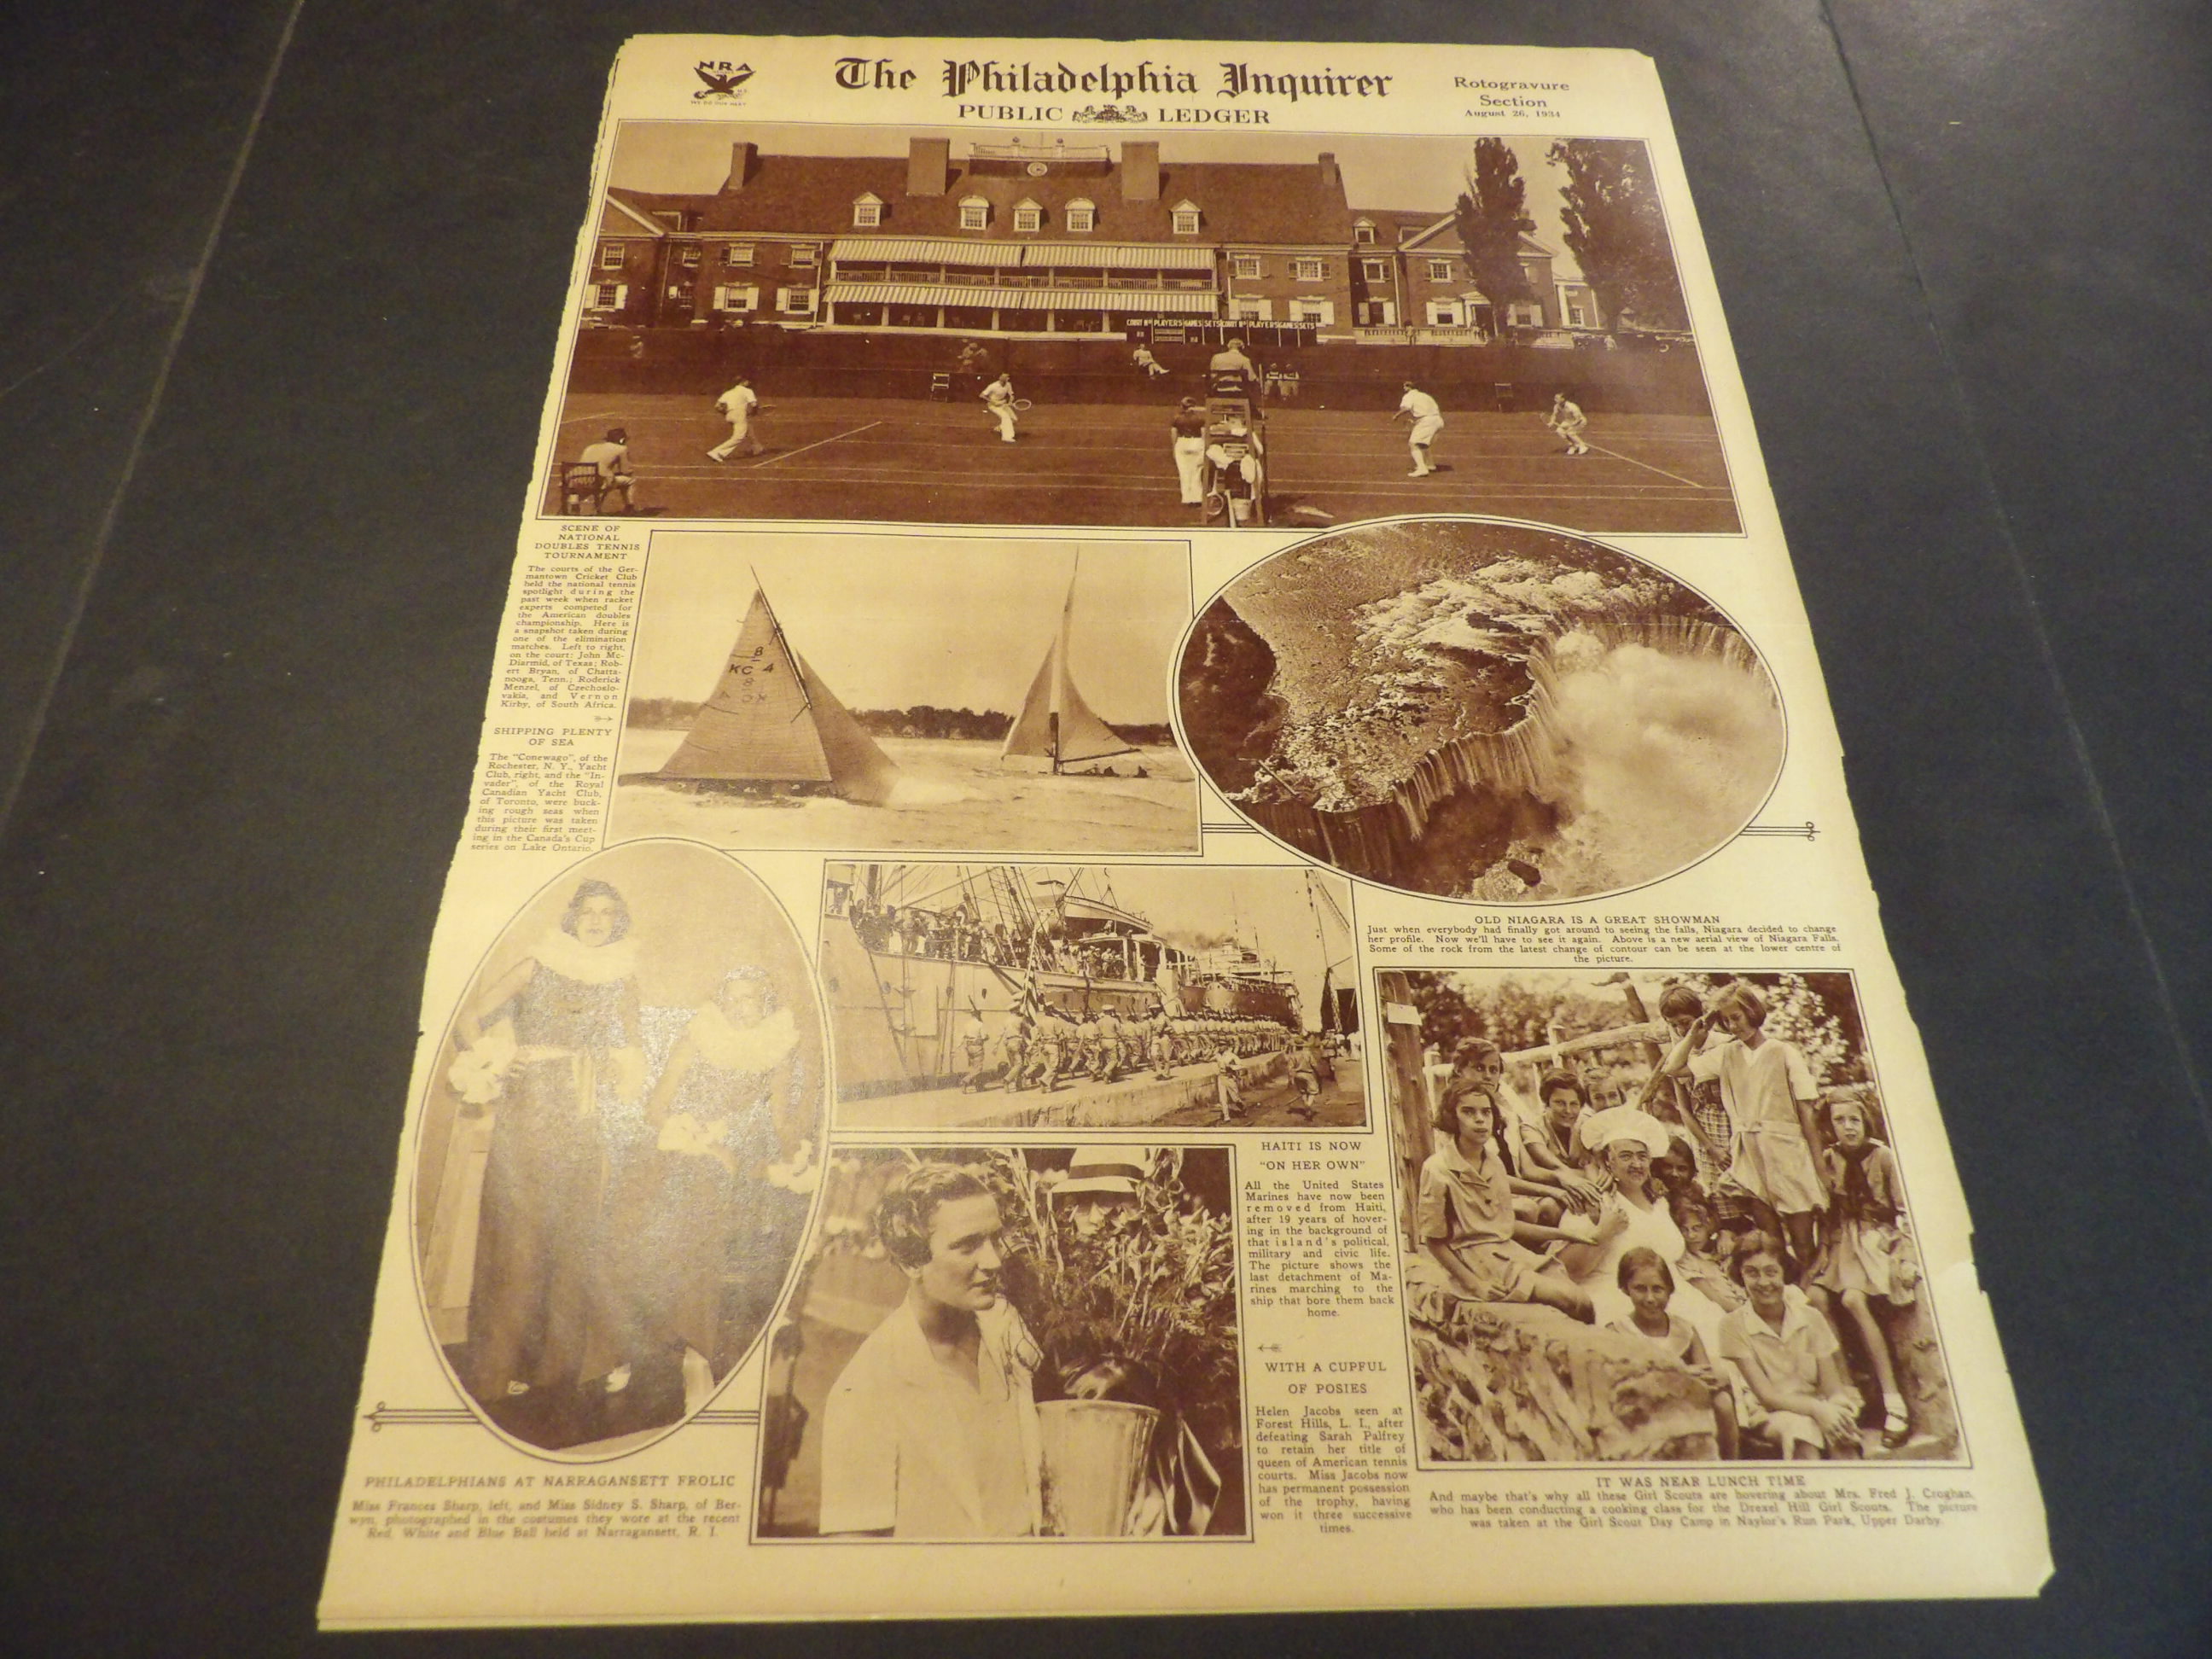 NRA
WE DO OUR PART
The Philadelphia Inquirer
PUBLIC LEDGER
Rotogravure
Section
August 26, 1934
COURT Nº PLAYERS GAMES SETS COURT Nº PLAYERS GAMES SETS
SCENE OF
NATIONAL
DOUBLES TENNIS
TOURNAMENT
The courts of the Ger-
mantown Cricket Club
held the national tennis
spotlight during the
past week when racket
experts competed for
the American doubles
championship. Here is
a snapshot taken during
one of the elimination
matches. Left to right,
on the court: John Mc-
Diarmid, of Texas; Rob-
ert Bryan, of Chatta-
nooga, Tenn.; Roderick
Menzel, of Czechoslo-
vakia, and Vernon
Kirby, of South Africa.
SHIPPING PLENTY
OF SEA
The "Conewago", of the
Rochester, N. Y., Yacht
Club, right, and the "In-
vader", of the Royal
Canadian Yacht Club,
of Toronto, were buck-
ing rough seas when
this picture was taken
during their first meet-
ing in the Canada's Cup
series on Lake Ontario.
8
KC 4
OLD NIAGARA IS A GREAT SHOWMAN
Just when everybody had finally got around to seeing the falls, Niagara decided to change
her profile. Now we'll have to see it again. Above is a new aerial view of Niagara Falls.
Some of the rock from the latest change of contour can be seen at the lower centre of
the picture.
HAITI IS NOW
"ON HER OWN"
All the United States
Marines have now been
removed from Haiti,
after 19 years of hover-
ing in the background of
that island's political,
military and civic life.
The picture shows the
last detachment of Ma-
rines marching to the
ship that bore them back
home.
WITH A CUPFUL
OF POSIES
Helen Jacobs seen at
Forest Hills, L. I., after
defeating Sarah Palfrey
to retain her title of
queen of American tennis
courts. Miss Jacobs now
has permanent possession
of the trophy, having
won it three successive
times.
PHILADELPHIANS AT NARRAGANSETT FROLIC
Miss Frances Sharp, left, and Miss Sidney S. Sharp, of Ber-
wyn, photographed in the costumes they wore at the recent
Red, White and Blue Ball held at Narragansett, R. I.
IT WAS NEAR LUNCH TIME
And maybe that's why all these Girl Scouts are hovering about Mrs. Fred J. Croghan,
who has been conducting a cooking class for the Drexel Hill Girl Scouts. The picture
was taken at the Girl Scout Day Camp in Naylor's Run Park, Upper Darby.